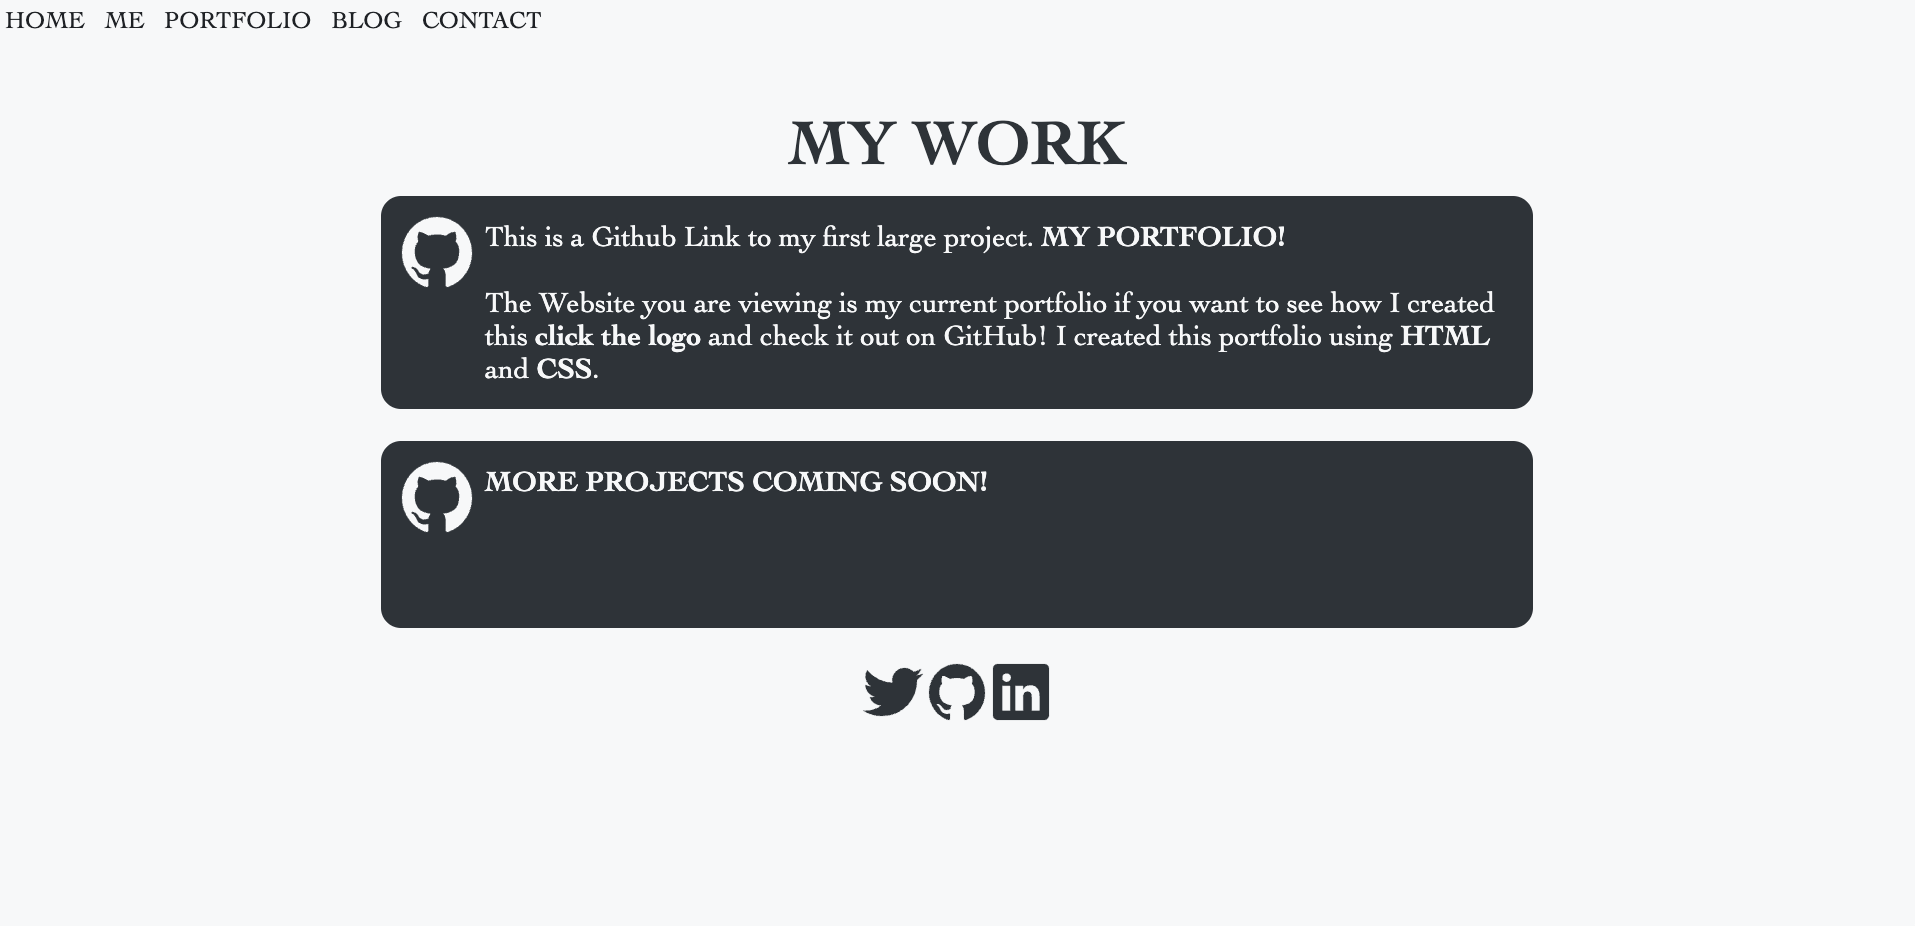 HOME ME PORTFOLIO BLOG CONTACT
MY WORK
This is a Github Link to my first large project. MY PORTFOLIO!
The Website you are viewing is my current portfolio if you want to see how I created
this click the logo and check it out on GitHub! I created this portfolio using HTML
and CSS.
MORE PROJECTS COMING SOON!
in